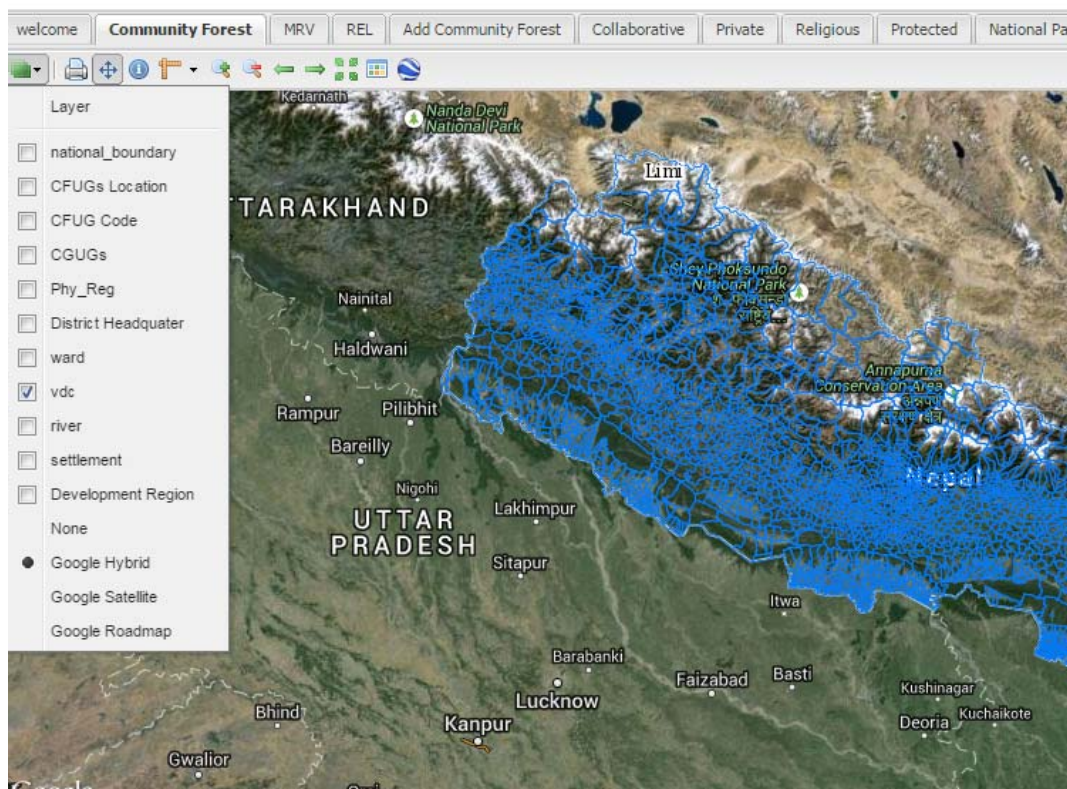 welcome
Community Forest
MRV
REL
Add Community Forest
Collaborative
Private
Religious
Protected
National Pa
Layer
national_boundary
CFUGs Location
CFUG Code
CGUGs
Phy_Reg
District Headquater
ward
vdc
river
settlement
Development Region
None
Google Hybrid
Google Satellite
Google Roadmap
Kedarnath
Nanda Devi
National Park
Limi
TTARAKHAND
Shey Phoksundo
National Park
Nainital
Haldwani
Annapurna
Conservation Area
Rampur
Pilibhit
Bareilly
Nepal
Nigohi
Lakhimpur
UTTAR
PRADESH
Sitapur
Itwa
Barabanki
Faizabad
Basti
Lucknow
Kushinagar
Bhind
Kanpur
Deoria
Kuchaikote
Gwalior
Google